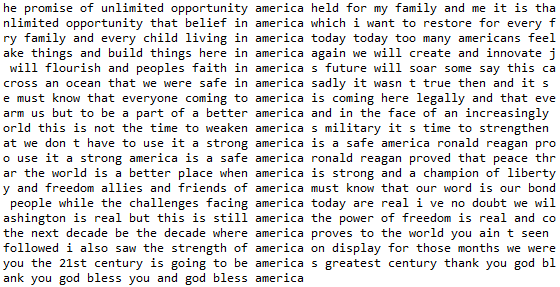 he promise of unlimited opportunity america held for my family and me it is tha
nlimited opportunity that belief in america which i want to restore for every f
ry family and every child living in america today today too many americans feel
ake things and build things here in america again we will create and innovate j
 will flourish and peoples faith in america s future will soar some say this ca
cross an ocean that we were safe in america sadly it wasn t true then and it s
e must know that everyone coming to america is coming here legally and that eve
arm us but to be a part of a better america and in the face of an increasingly
orld this is not the time to weaken america s military it s time to strengthen
at we don t have to use it a strong america is a safe america ronald reagan pro
o use it a strong america is a safe america ronald reagan proved that peace thr
ar the world is a better place when america is strong and a champion of liberty
y and freedom allies and friends of america must know that our word is our bond
 people while the challenges facing america today are real i ve no doubt we wil
ashington is real but this is still america the power of freedom is real and co
the next decade be the decade where america proves to the world you ain t seen
followed i also saw the strength of america on display for those months we were
you the 21st century is going to be america s greatest century thank you god bl
ank you god bless you and god bless america